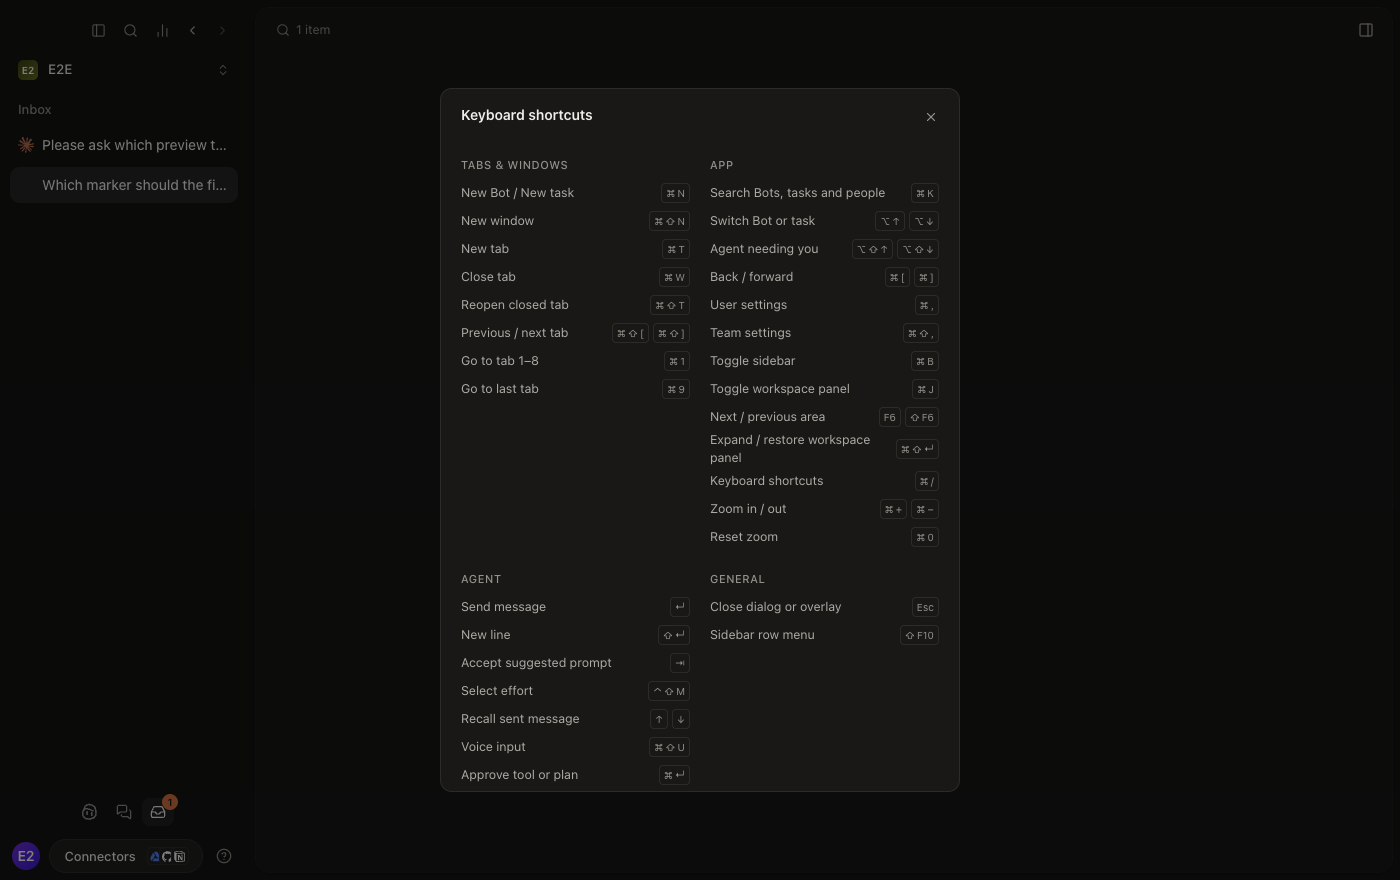 1 item
E2 E2E
Inbox
Please ask which preview t...
Which marker should the fi...
Keyboard shortcuts
TABS & WINDOWS
New Bot / New task ⌘ N
New window ⌘ ⇧ N
New tab ⌘ T
Close tab ⌘ W
Reopen closed tab ⌘ ⇧ T
Previous / next tab ⌘ ⇧ [ ⌘ ⇧ ]
Go to tab 1–8 ⌘ 1
Go to last tab ⌘ 9
APP
Search Bots, tasks and people ⌘ K
Switch Bot or task ⌥ ↑ ⌥ ↓
Agent needing you ⌥ ⇧ ↑ ⌥ ⇧ ↓
Back / forward ⌘ [ ⌘ ]
User settings ⌘ ,
Team settings ⌘ ⇧ ,
Toggle sidebar ⌘ B
Toggle workspace panel ⌘ J
Next / previous area F6 ⇧ F6
Expand / restore workspace
panel ⌘ ⇧ ↵
Keyboard shortcuts ⌘ /
Zoom in / out ⌘ + ⌘ −
Reset zoom ⌘ 0
AGENT
Send message ↵
New line ⇧ ↵
Accept suggested prompt ⇥
Select effort ^ ⇧ M
Recall sent message ↑ ↓
Voice input ⌘ ⇧ U
Approve tool or plan ⌘ ↵
GENERAL
Close dialog or overlay Esc
Sidebar row menu ⇧ F10
1
E2 Connectors